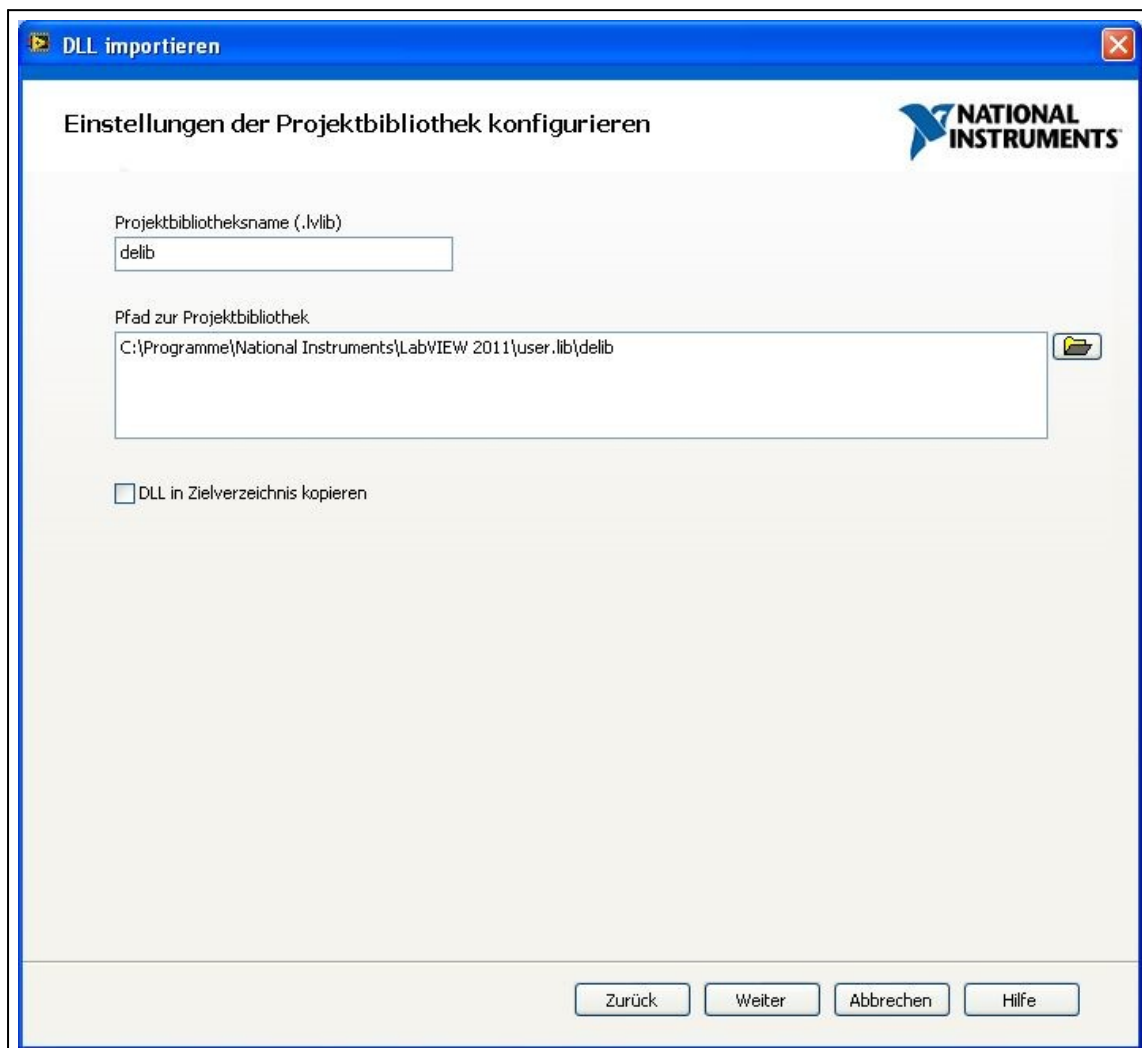 DLL importieren
Einstellungen der Projektbibliothek konfigurieren
NATIONAL
INSTRUMENTS
Projektbibliotheksname (.lvlib)
delib
Pfad zur Projektbibliothek
C:\Programme\National Instruments\LabVIEW 2011\user.lib\delib
DLL in Zielverzeichnis kopieren
Zurück
Weiter
Abbrechen
Hilfe